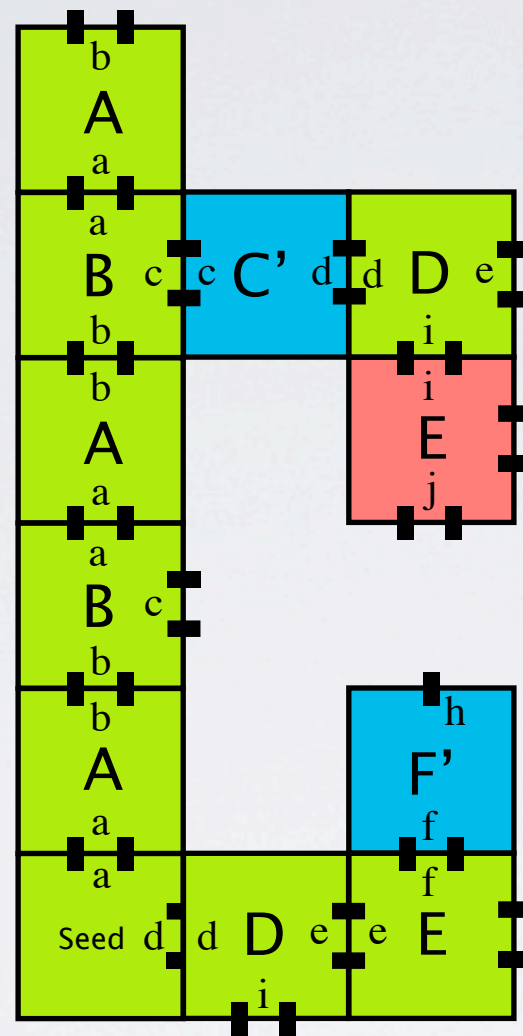 b
A
a
a
B c c C' d d D e
b i
b i
A E
a j
a
B c
b
b h
A F'
a f
a f
Seed d d D e e E
i